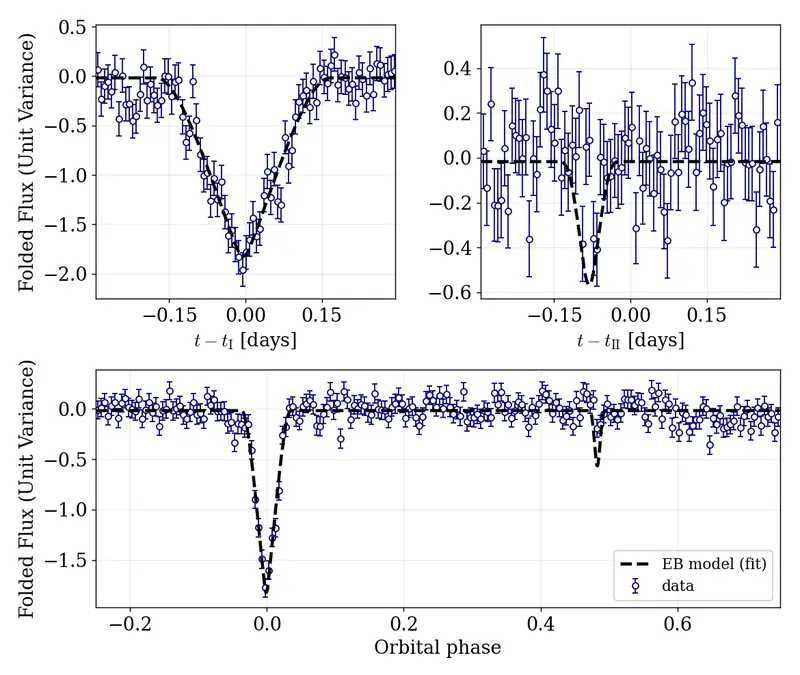 Folded Flux (Unit Variance)
0.5
0.0
−0.5
−1.0
−1.5
−2.0
−0.15 0.00 0.15
t − tI [days]
0.4
0.2
0.0
−0.2
−0.4
−0.6
−0.15 0.00 0.15
t − tII [days]
Folded Flux (Unit Variance)
0.0
−0.5
−1.0
−1.5
−0.2 0.0 0.2 0.4 0.6
Orbital phase
EB model (fit)
data